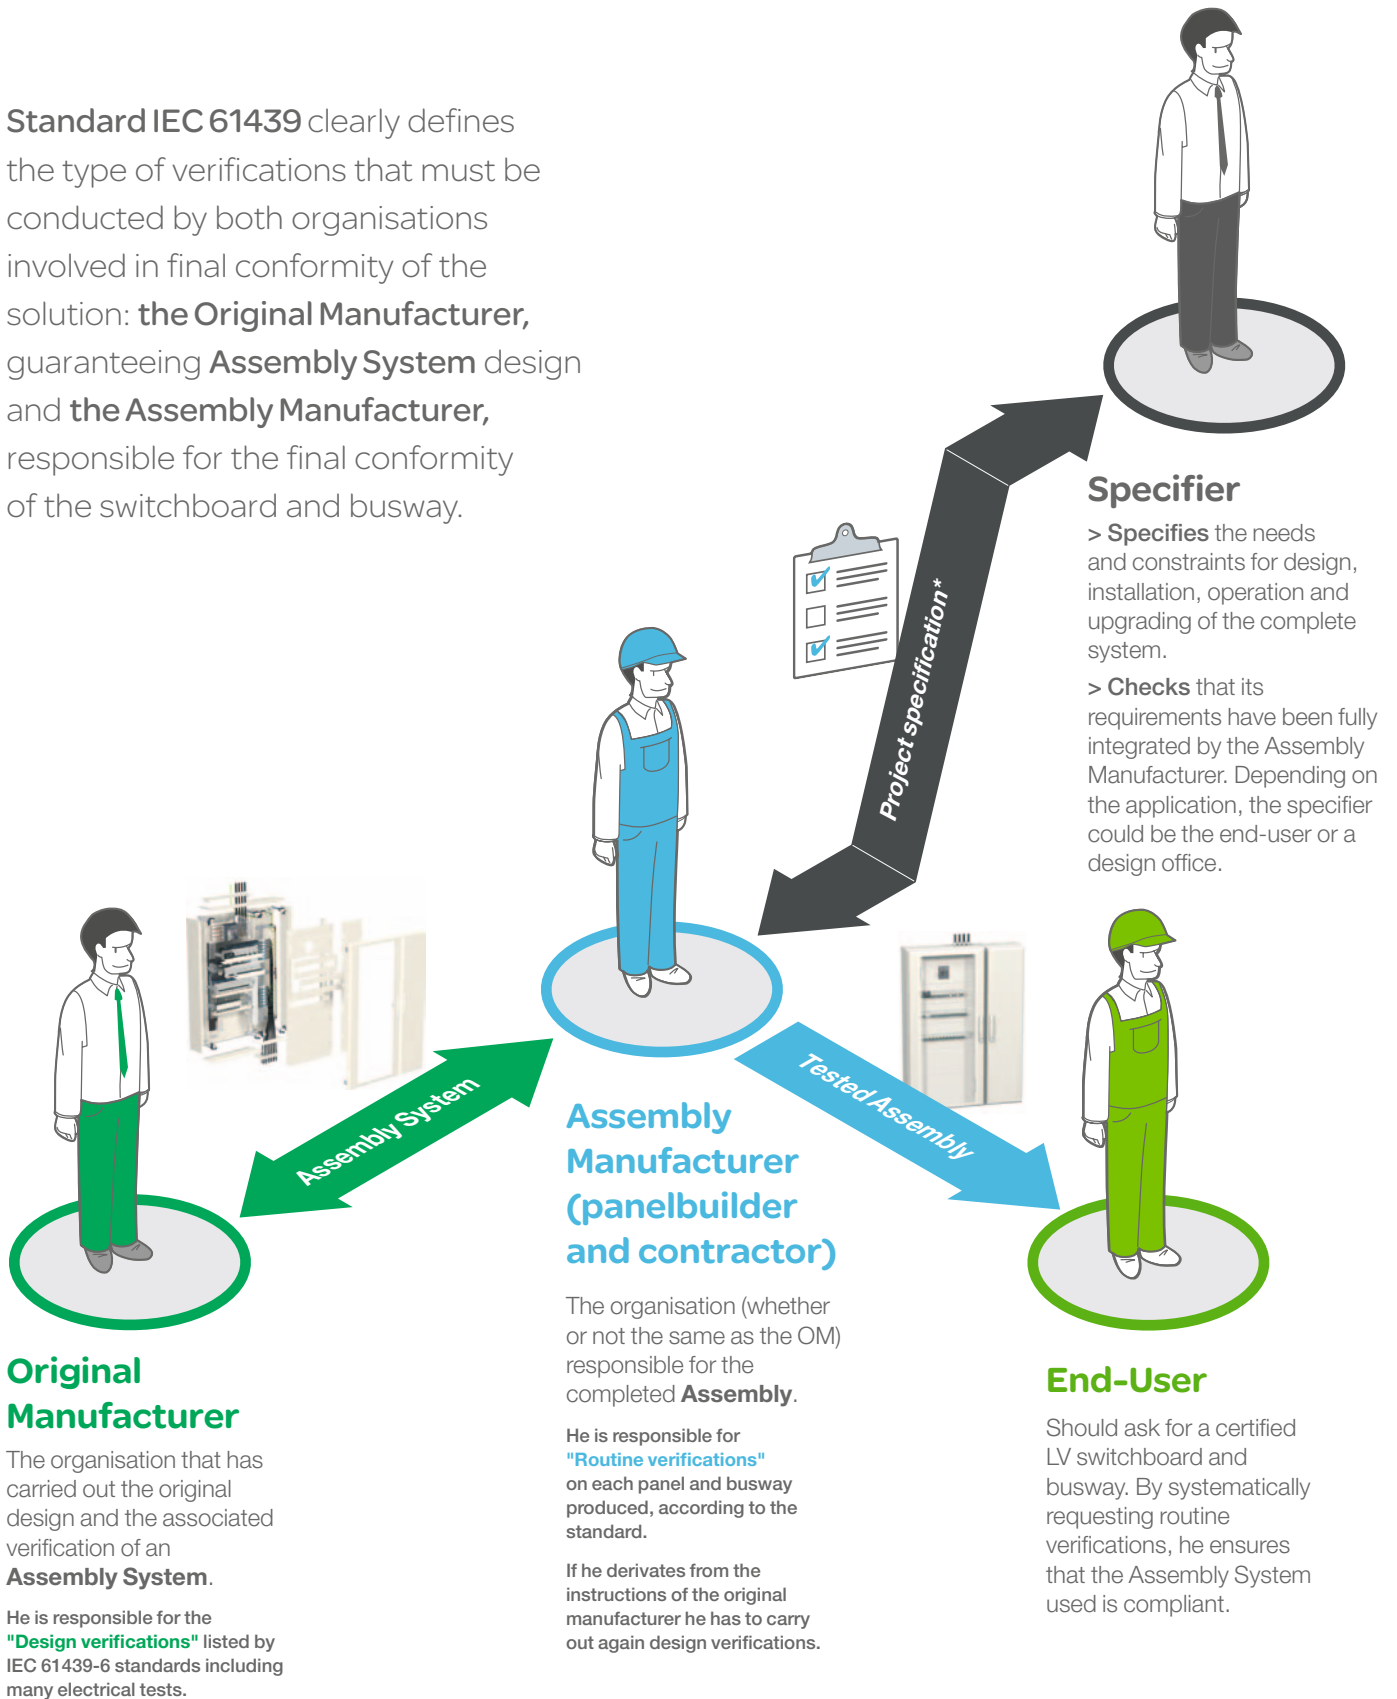 Standard IEC 61439 clearly defines
the type of verifications that must be
conducted by both organisations
involved in final conformity of the
solution: the Original Manufacturer,
guaranteeing Assembly System design
and the Assembly Manufacturer,
responsible for the final conformity
of the switchboard and busway.
Specifier
> Specifies the needs
and constraints for design,
installation, operation and
upgrading of the complete
system.
> Checks that its
requirements have been fully
integrated by the Assembly
Manufacturer. Depending on
the application, the specifier
could be the end-user or a
design office.
Project specification*
Assembly System
Tested Assembly
Original
Manufacturer
The organisation that has
carried out the original
design and the associated
verification of an
Assembly System.
He is responsible for the
"Design verifications" listed by
IEC 61439-6 standards including
many electrical tests.
Assembly
Manufacturer
(panelbuilder
and contractor)
The organisation (whether
or not the same as the OM)
responsible for the
completed Assembly.
He is responsible for
"Routine verifications"
on each panel and busway
produced, according to the
standard.
If he derivates from the
instructions of the original
manufacturer he has to carry
out again design verifications.
End-User
Should ask for a certified
LV switchboard and
busway. By systematically
requesting routine
verifications, he ensures
that the Assembly System
used is compliant.